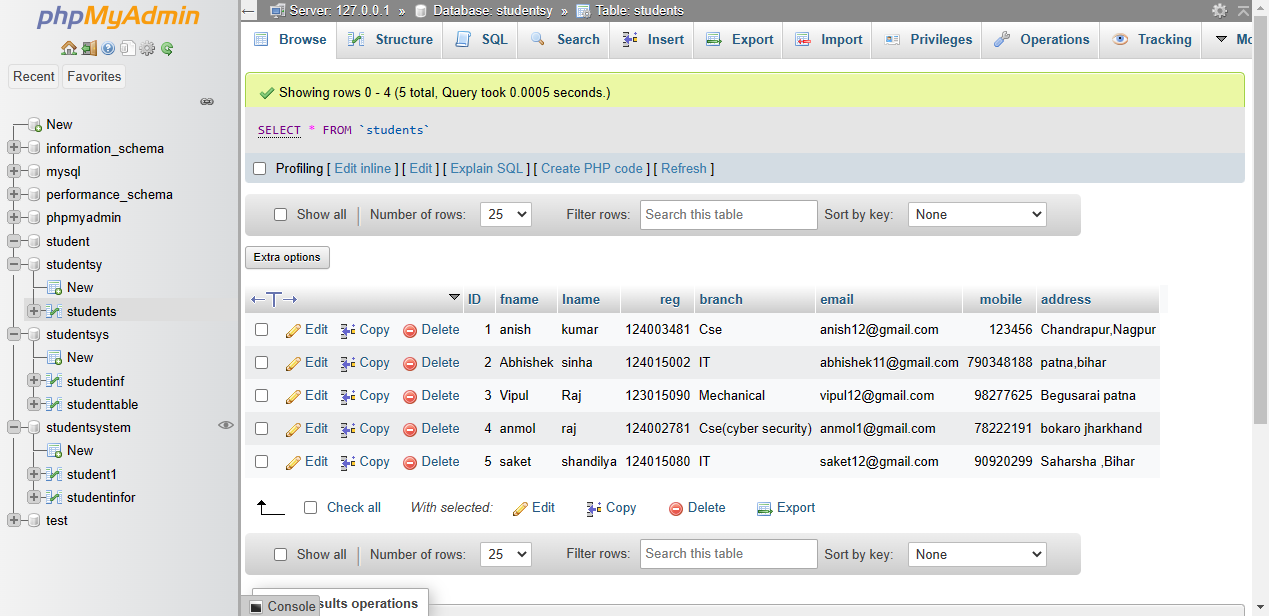 phpMyAdmin
Recent Favorites
New
information_schema
mysql
performance_schema
phpmyadmin
student
studentsy
New
students
studentsys
New
studentinf
studenttable
studentsystem
New
student1
studentinfor
test
Server: 127.0.0.1 » Database: studentsy » Table: students
Browse Structure SQL Search Insert Export Import Privileges Operations Tracking Mo
Showing rows 0 - 4 (5 total, Query took 0.0005 seconds.)
SELECT * FROM `students`
Profiling [ Edit inline ] [ Edit ] [ Explain SQL ] [ Create PHP code ] [ Refresh ]
Show all Number of rows: 25 Filter rows: Search this table Sort by key: None
Extra options
←T→ ID fname lname reg branch email mobile address
Edit Copy Delete 1 anish kumar 124003481 Cse anish12@gmail.com 123456 Chandrapur,Nagpur
Edit Copy Delete 2 Abhishek sinha 124015002 IT abhishek11@gmail.com 790348188 patna,bihar
Edit Copy Delete 3 Vipul Raj 123015090 Mechanical vipul12@gmail.com 98277625 Begusarai patna
Edit Copy Delete 4 anmol raj 124002781 Cse(cyber security) anmol1@gmail.com 78222191 bokaro jharkhand
Edit Copy Delete 5 saket shandilya 124015080 IT saket12@gmail.com 90920299 Saharsha ,Bihar
Check all With selected: Edit Copy Delete Export
Show all Number of rows: 25 Filter rows: Search this table Sort by key: None
Console sults operations